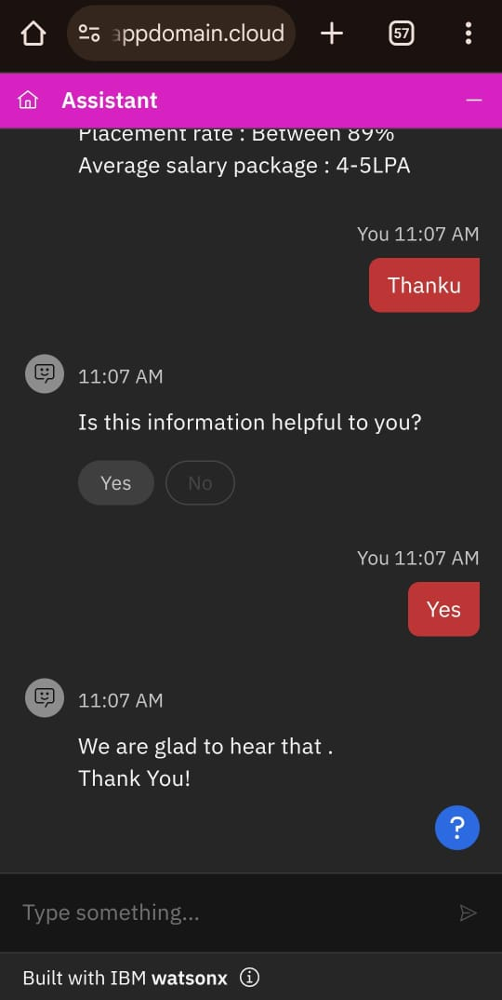 appdomain.cloud
57
Assistant
Placement rate : Between 89%
Average salary package : 4-5LPA
You 11:07 AM
Thanku
11:07 AM
Is this information helpful to you?
Yes
No
You 11:07 AM
Yes
11:07 AM
We are glad to hear that .
Thank You!
?
Type something...
Built with IBM watsonx